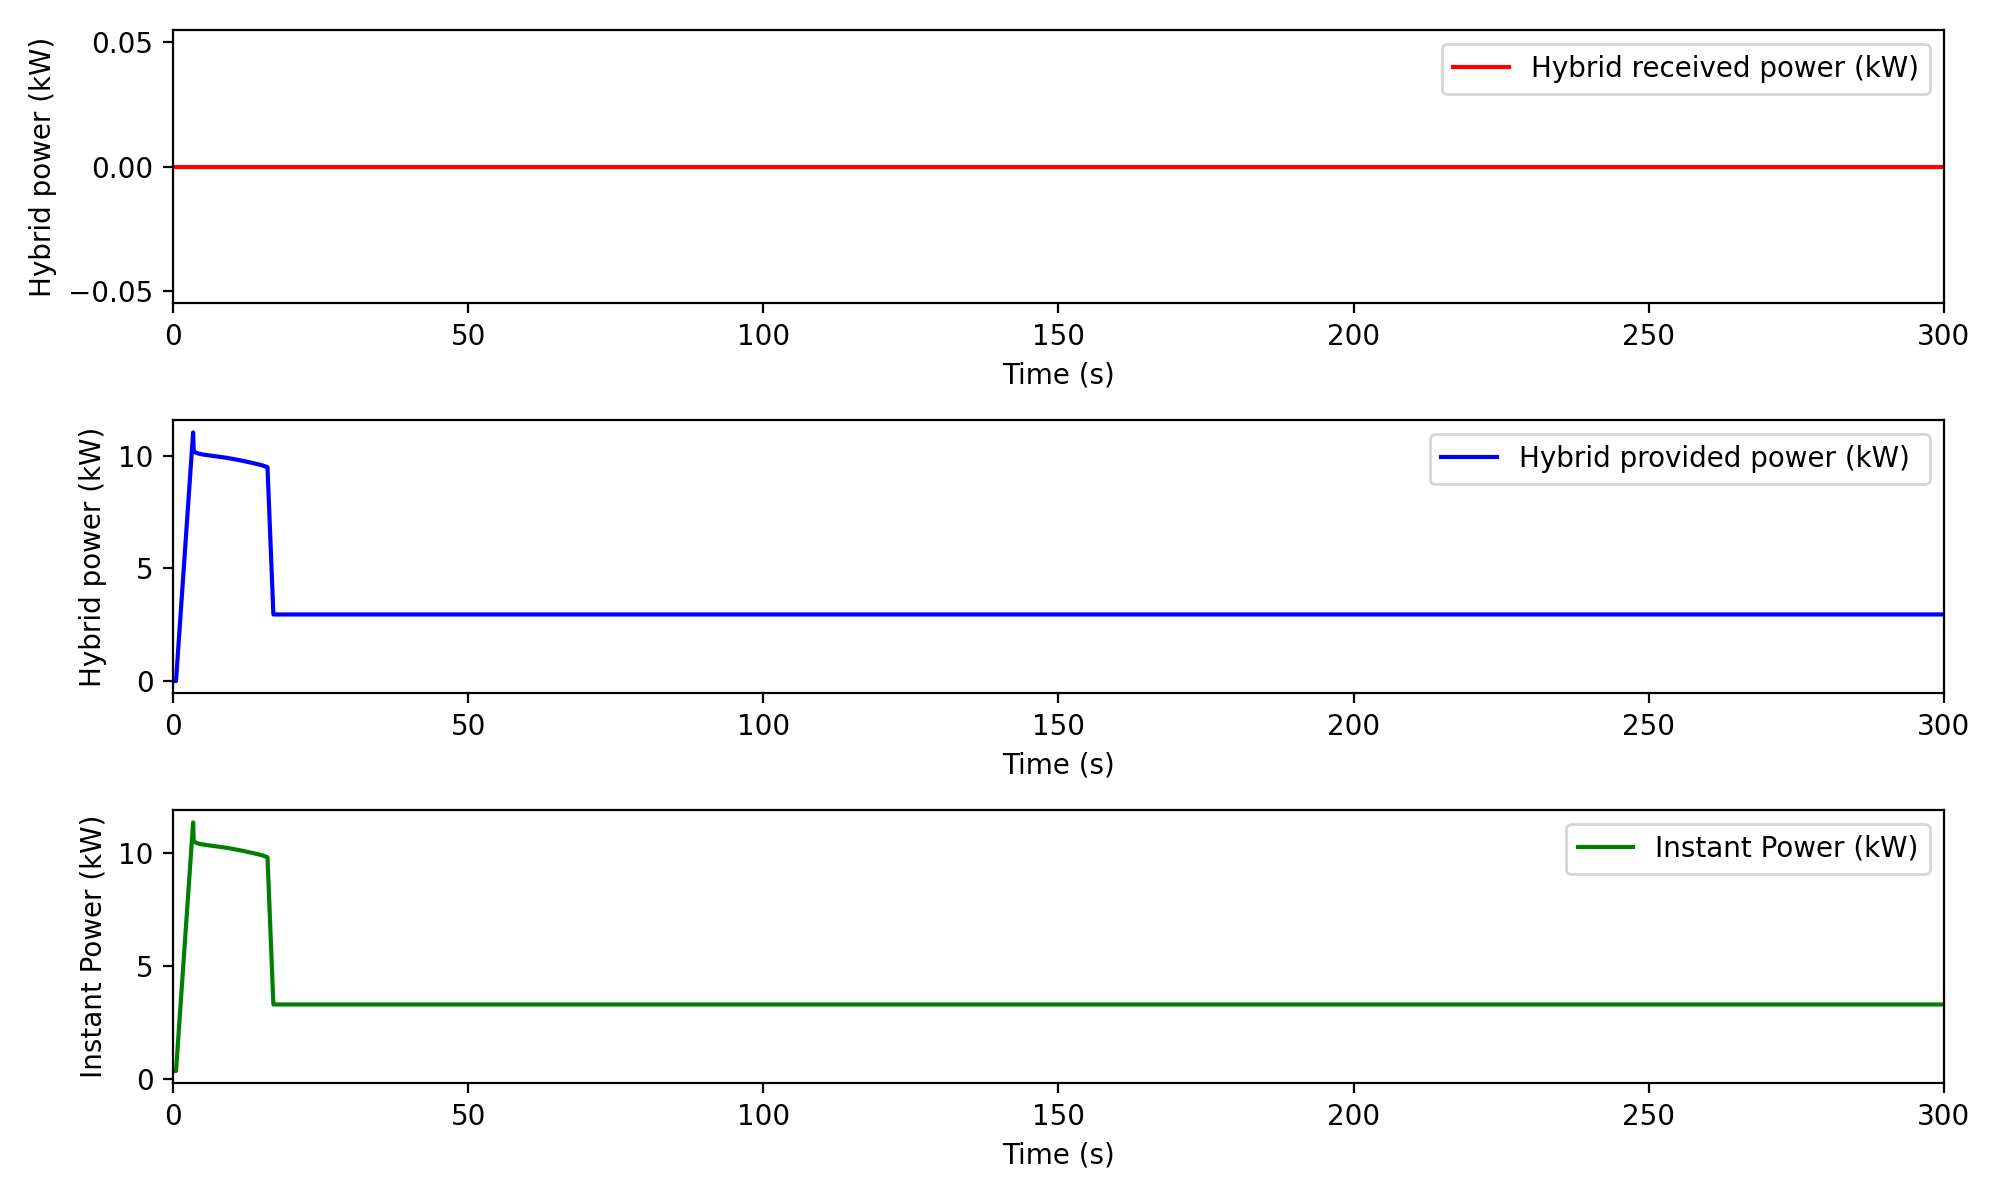 Hybrid power (kW)
0.05
0.00
−0.05
Hybrid received power (kW)
0 50 100 150 200 250 300
Time (s)
Hybrid power (kW)
10
5
0
Hybrid provided power (kW)
0 50 100 150 200 250 300
Time (s)
Instant Power (kW)
10
5
0
Instant Power (kW)
0 50 100 150 200 250 300
Time (s)